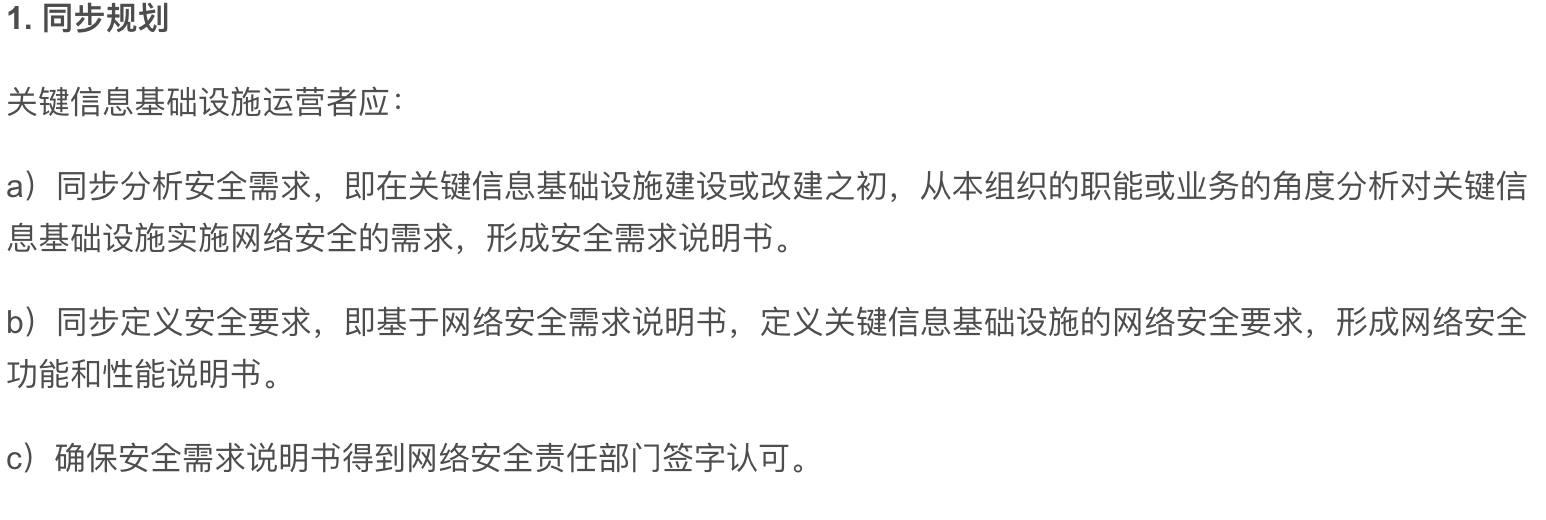 1. 同步规划
关键信息基础设施运营者应：
a）同步分析安全需求，即在关键信息基础设施建设或改建之初，从本组织的职能或业务的角度分析对关键信
息基础设施实施网络安全的需求，形成安全需求说明书。
b）同步定义安全要求，即基于网络安全需求说明书，定义关键信息基础设施的网络安全要求，形成网络安全
功能和性能说明书。
c）确保安全需求说明书得到网络安全责任部门签字认可。